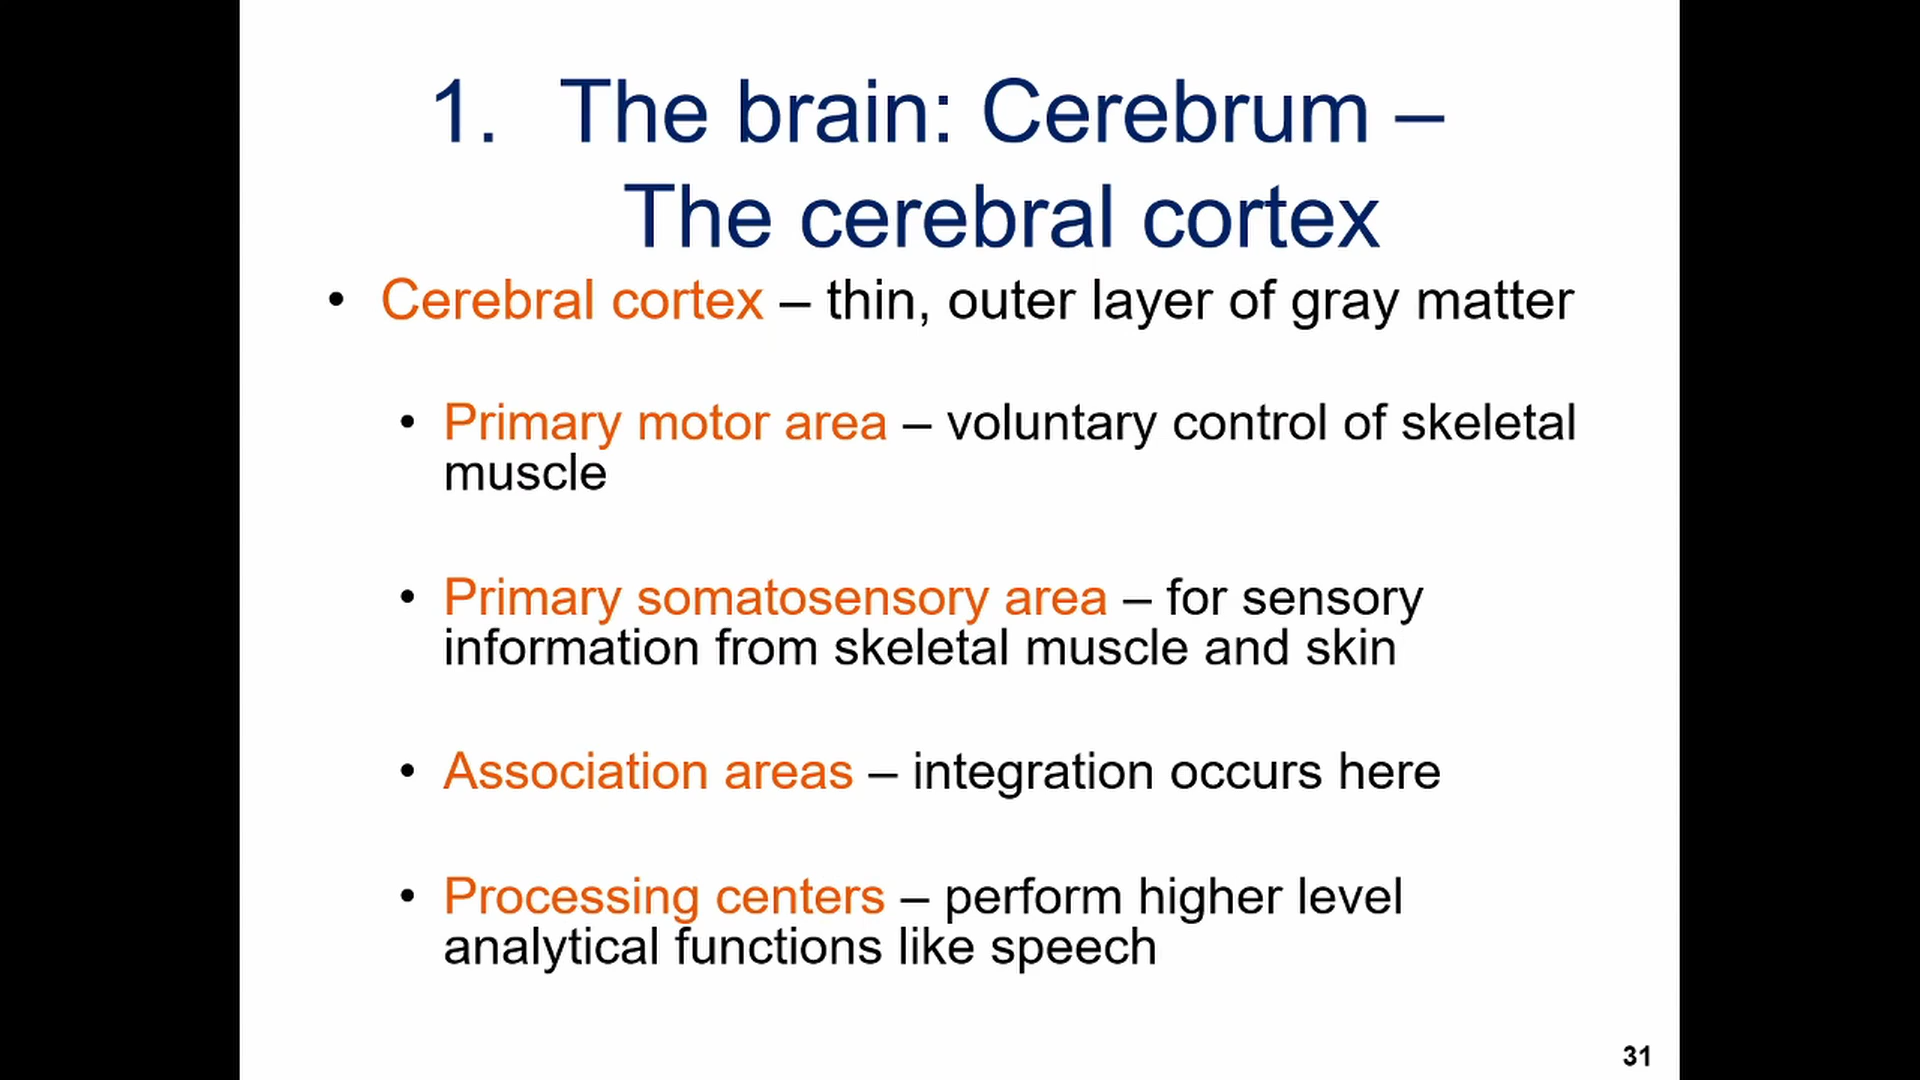 1. The brain: Cerebrum –
The cerebral cortex
• Cerebral cortex – thin, outer layer of gray matter
• Primary motor area – voluntary control of skeletal
muscle
• Primary somatosensory area – for sensory
information from skeletal muscle and skin
• Association areas – integration occurs here
• Processing centers – perform higher level
analytical functions like speech
31